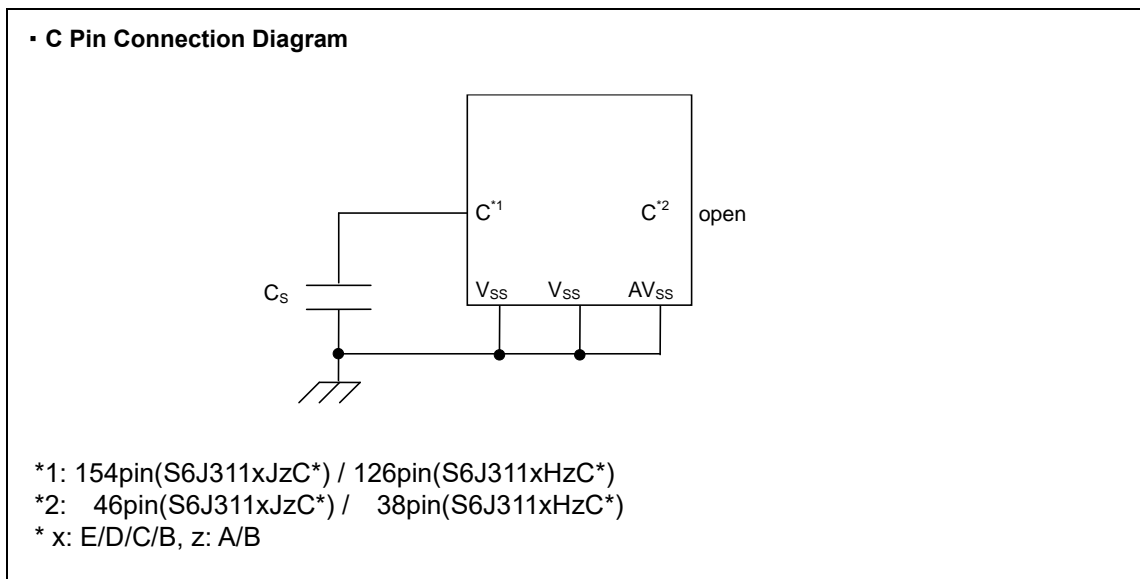 ▪ C Pin Connection Diagram
C*1
C*2
open
CS
VSS
VSS
AVSS
*1: 154pin(S6J311xJzC*) / 126pin(S6J311xHzC*)
*2: 46pin(S6J311xJzC*) / 38pin(S6J311xHzC*)
* x: E/D/C/B, z: A/B